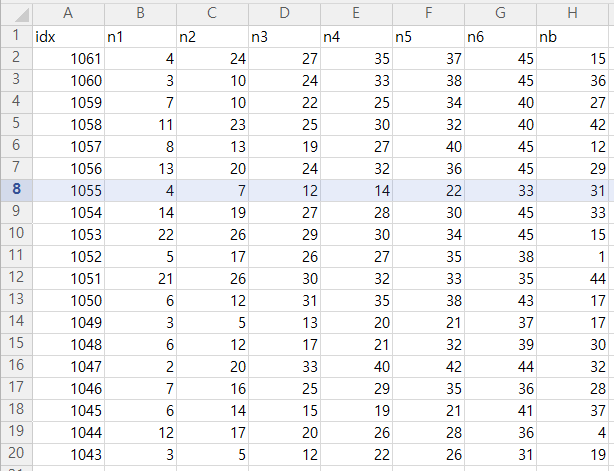 A B C D E F G H
1 idx n1 n2 n3 n4 n5 n6 nb
2 1061 4 24 27 35 37 45 15
3 1060 3 10 24 33 38 45 36
4 1059 7 10 22 25 34 40 27
5 1058 11 23 25 30 32 40 42
6 1057 8 13 19 27 40 45 12
7 1056 13 20 24 32 36 45 29
8 1055 4 7 12 14 22 33 31
9 1054 14 19 27 28 30 45 33
10 1053 22 26 29 30 34 45 15
11 1052 5 17 26 27 35 38 1
12 1051 21 26 30 32 33 35 44
13 1050 6 12 31 35 38 43 17
14 1049 3 5 13 20 21 37 17
15 1048 6 12 17 21 32 39 30
16 1047 2 20 33 40 42 44 32
17 1046 7 16 25 29 35 36 28
18 1045 6 14 15 19 21 41 37
19 1044 12 17 20 26 28 36 4
20 1043 3 5 12 22 26 31 19